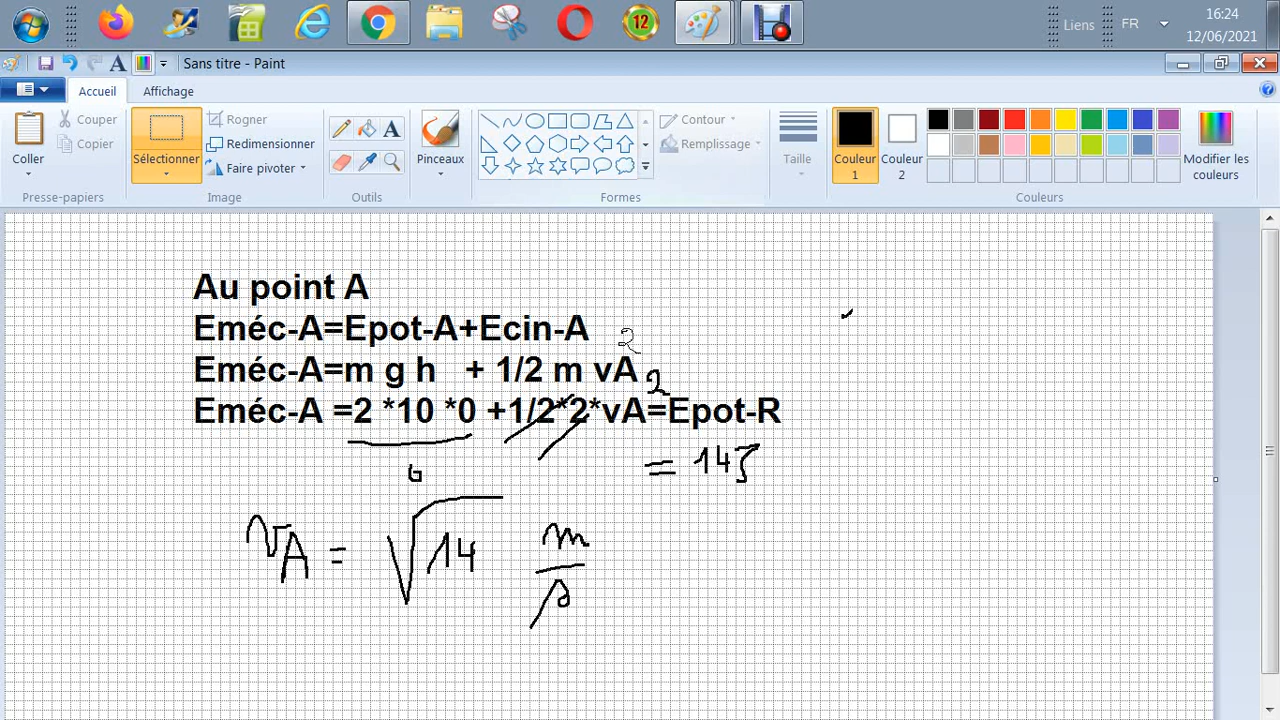 12
Liens
FR
16:24
12/06/2021
Sans titre - Paint
Accueil
Affichage
Coller
Couper
Copier
Sélectionner
Rogner
Redimensionner
Faire pivoter
Pinceaux
Contour
Remplissage
Taille
Couleur 1
Couleur 2
Modifier les couleurs
Presse-papiers
Image
Outils
Formes
Couleurs
Au point A
Eméc-A=Epot-A+Ecin-A
Eméc-A=m g h + 1/2 m vA²
Eméc-A =2 *10 *0 +1/2*2*vA²=Epot-R
= 14J
0
vA = √14 m/s